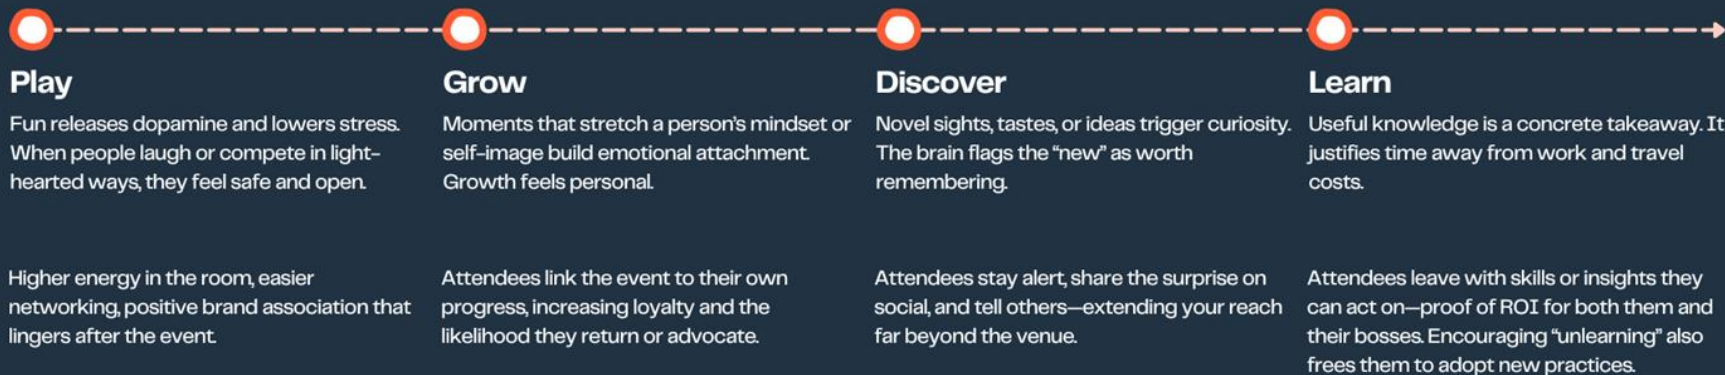 Play
Fun releases dopamine and lowers stress.
When people laugh or compete in light-
hearted ways, they feel safe and open.
Higher energy in the room, easier
networking, positive brand association that
lingers after the event.
Grow
Moments that stretch a person's mindset or
self-image build emotional attachment.
Growth feels personal.
Attendees link the event to their own
progress, increasing loyalty and the
likelihood they return or advocate.
Discover
Novel sights, tastes, or ideas trigger curiosity.
The brain flags the “new” as worth
remembering.
Attendees stay alert, share the surprise on
social, and tell others—extending your reach
far beyond the venue.
Learn
Useful knowledge is a concrete takeaway. It
justifies time away from work and travel
costs.
Attendees leave with skills or insights they
can act on—proof of ROI for both them and
their bosses. Encouraging “unlearning” also
frees them to adopt new practices.